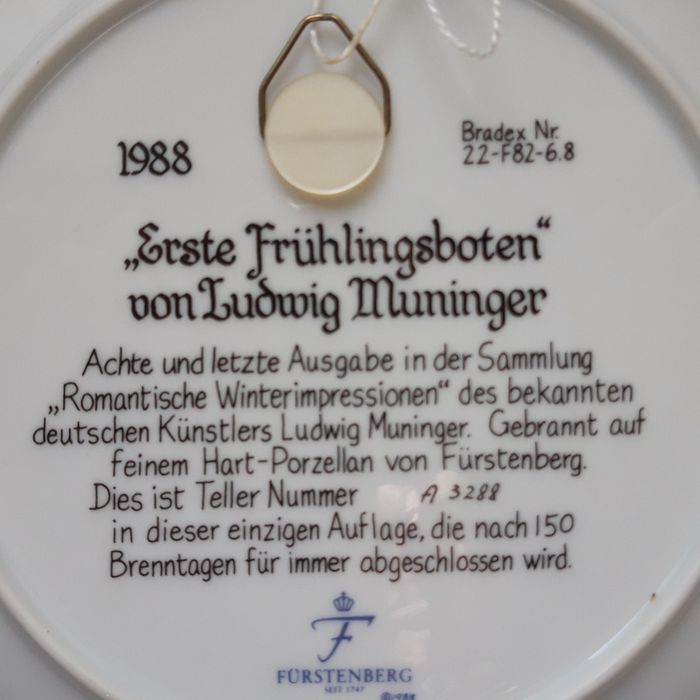 1988
Bradex Nr.
22-F82-6.8
„Erste Frühlingsboten“
von Ludwig Muninger
Achte und letzte Ausgabe in der Sammlung
„Romantische Winterimpressionen“ des bekannten
deutschen Künstlers Ludwig Muninger. Gebrannt auf
feinem Hart-Porzellan von Fürstenberg.
Dies ist Teller Nummer A 3288
in dieser einzigen Auflage, die nach 150
Brenntagen für immer abgeschlossen wird.
F
FÜRSTENBERG
SEIT 1747
©1988